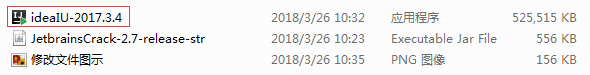 ideaIU-2017.3.4 2018/3/26 10:32 应用程序 525,515 KB
JetbrainsCrack-2.7-release-str 2018/3/26 10:23 Executable Jar File 556 KB
修改文件图示 2018/3/26 10:35 PNG 图像 156 KB